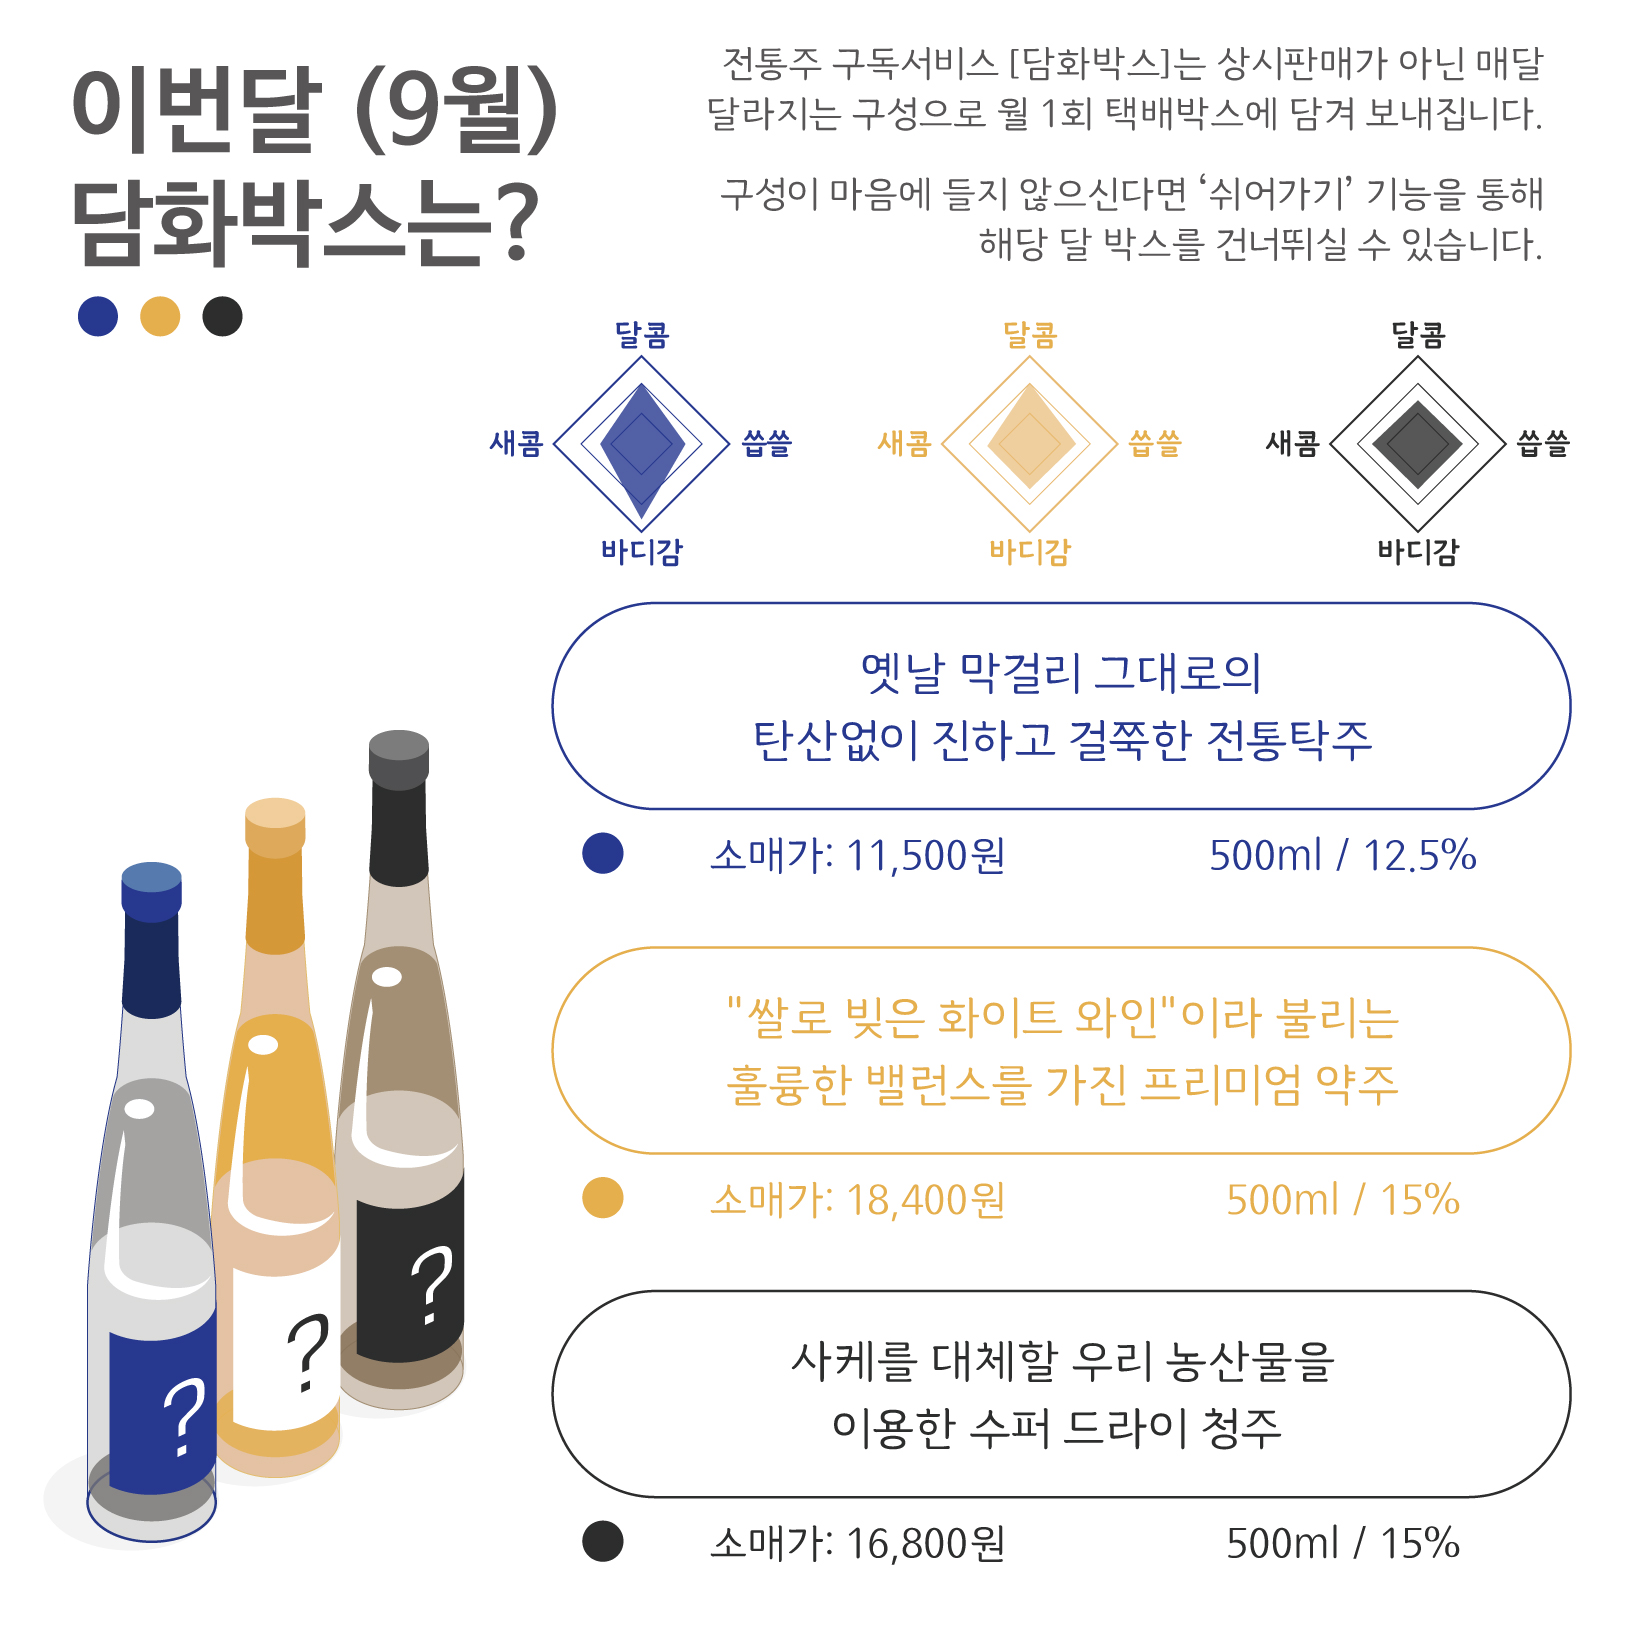 이번달 (9월)
담화박스는?
전통주 구독서비스 [담화박스]는 상시판매가 아닌 매달
달라지는 구성으로 월 1회 택배박스에 담겨 보내집니다.
구성이 마음에 들지 않으신다면 ‘쉬어가기’ 기능을 통해
해당 달 박스를 건너뛰실 수 있습니다.
달콤
새콤
씁쓸
바디감
달콤
새콤
씁쓸
바디감
달콤
새콤
씁쓸
바디감
옛날 막걸리 그대로의
탄산없이 진하고 걸쭉한 전통탁주
소매가: 11,500원 500ml / 12.5%
"쌀로 빚은 화이트 와인"이라 불리는
훌륭한 밸런스를 가진 프리미엄 약주
소매가: 18,400원 500ml / 15%
사케를 대체할 우리 농산물을
이용한 수퍼 드라이 청주
소매가: 16,800원 500ml / 15%
?
?
?